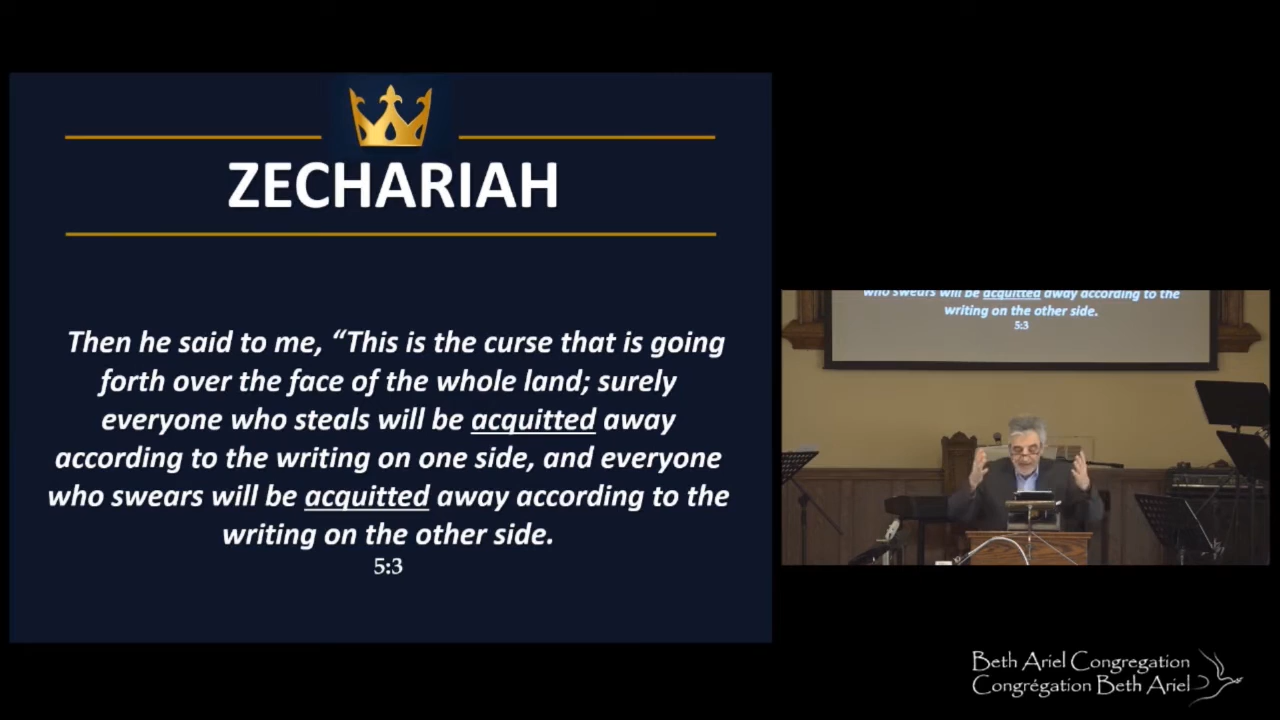 ZECHARIAH
Then he said to me, “This is the curse that is going
forth over the face of the whole land; surely
everyone who steals will be acquitted away
according to the writing on one side, and everyone
who swears will be acquitted away according to the
writing on the other side.
5:3
who swears will be acquitted away according to the
writing on the other side.
5:3
Beth Ariel Congregation
Congrégation Beth Ariel